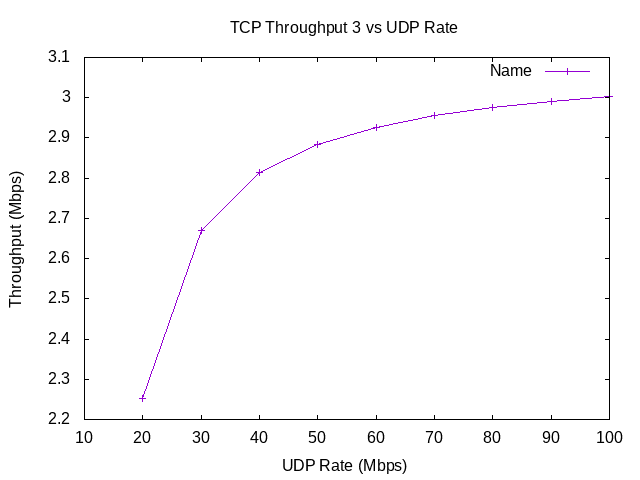 TCP Throughput 3 vs UDP Rate
3.1
3
2.9
2.8
2.7
2.6
2.5
2.4
2.3
2.2
Throughput (Mbps)
Name
10 20 30 40 50 60 70 80 90 100
UDP Rate (Mbps)